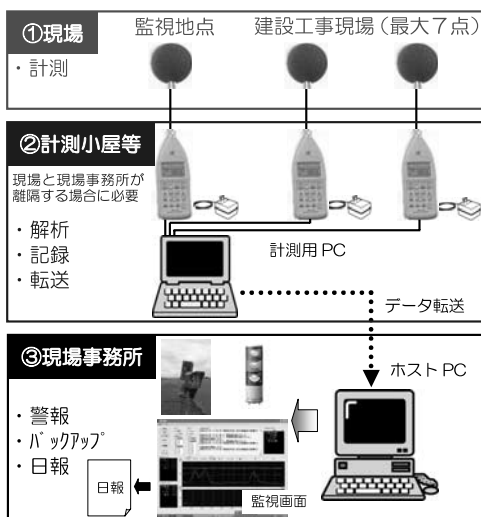 ①現場
監視地点
建設工事現場（最大７点）
・計測
②計測小屋等
現場と現場事務所が
離隔する場合に必要
・解析
・記録
・転送
計測用 PC
データ転送
③現場事務所
ホスト PC
・警報
・ﾊﾞｯｸｱｯﾌﾟ
・日報
日報
監視画面